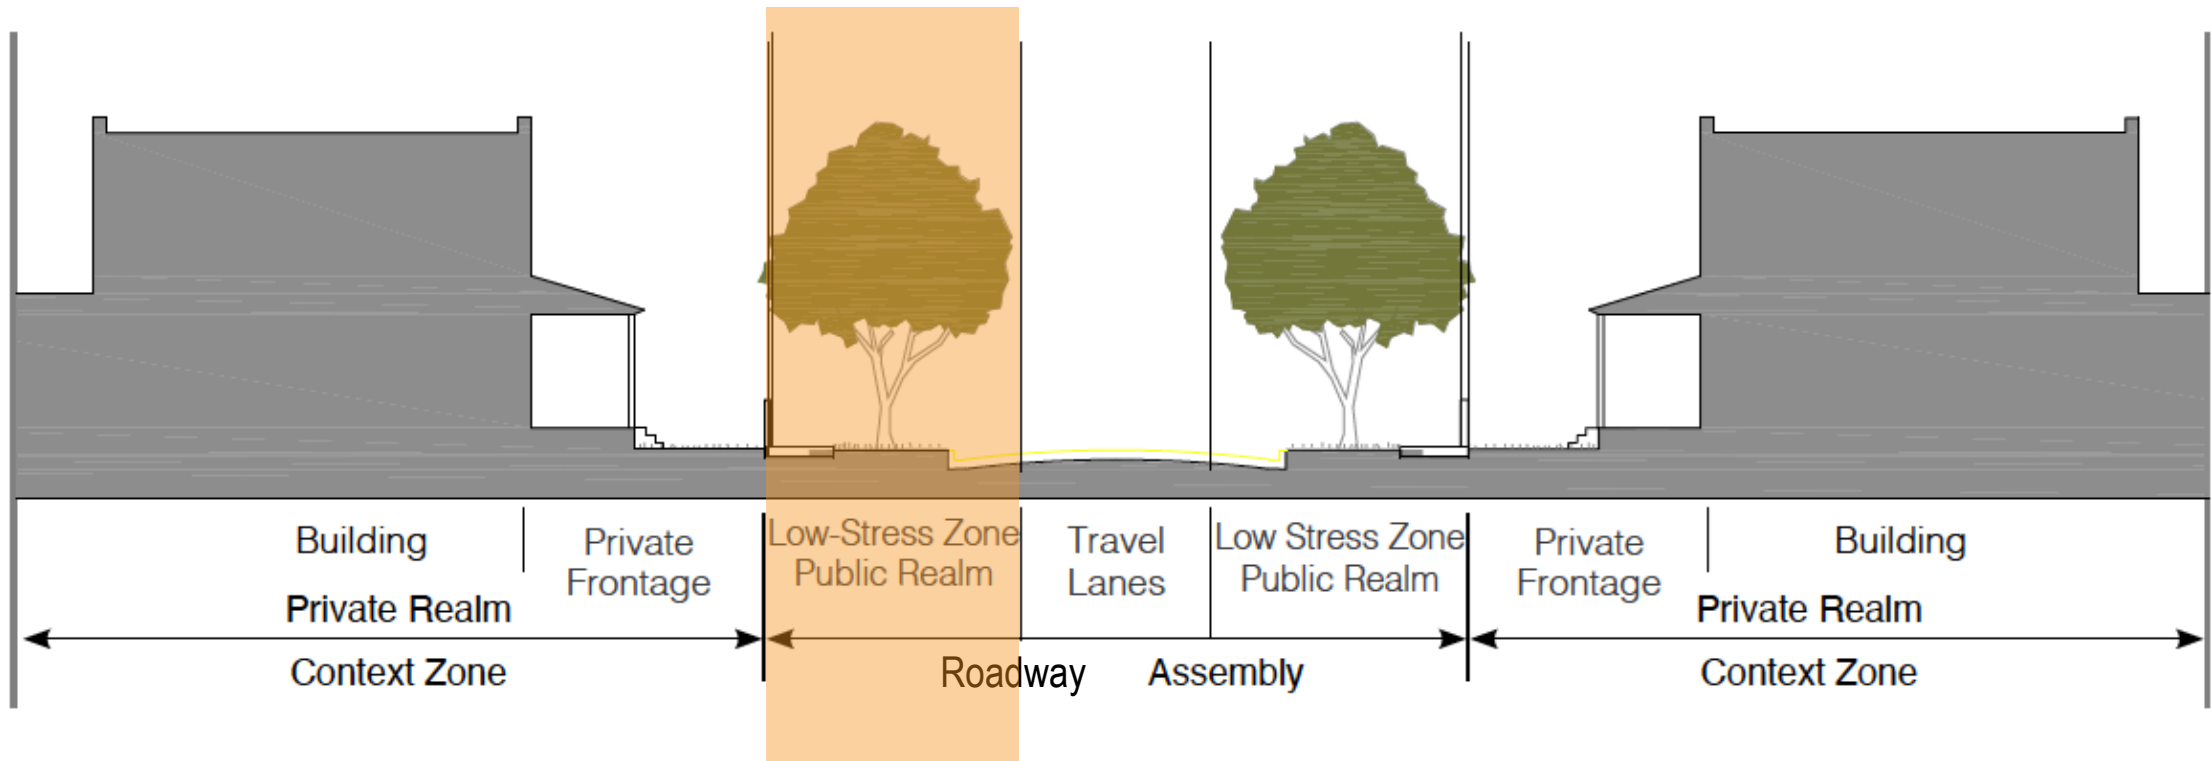 Building
Private
Frontage
Low-Stress Zone
Public Realm
Travel
Lanes
Low Stress Zone
Public Realm
Private
Frontage
Building
Private Realm
Private Realm
Context Zone
Roadway Assembly
Context Zone